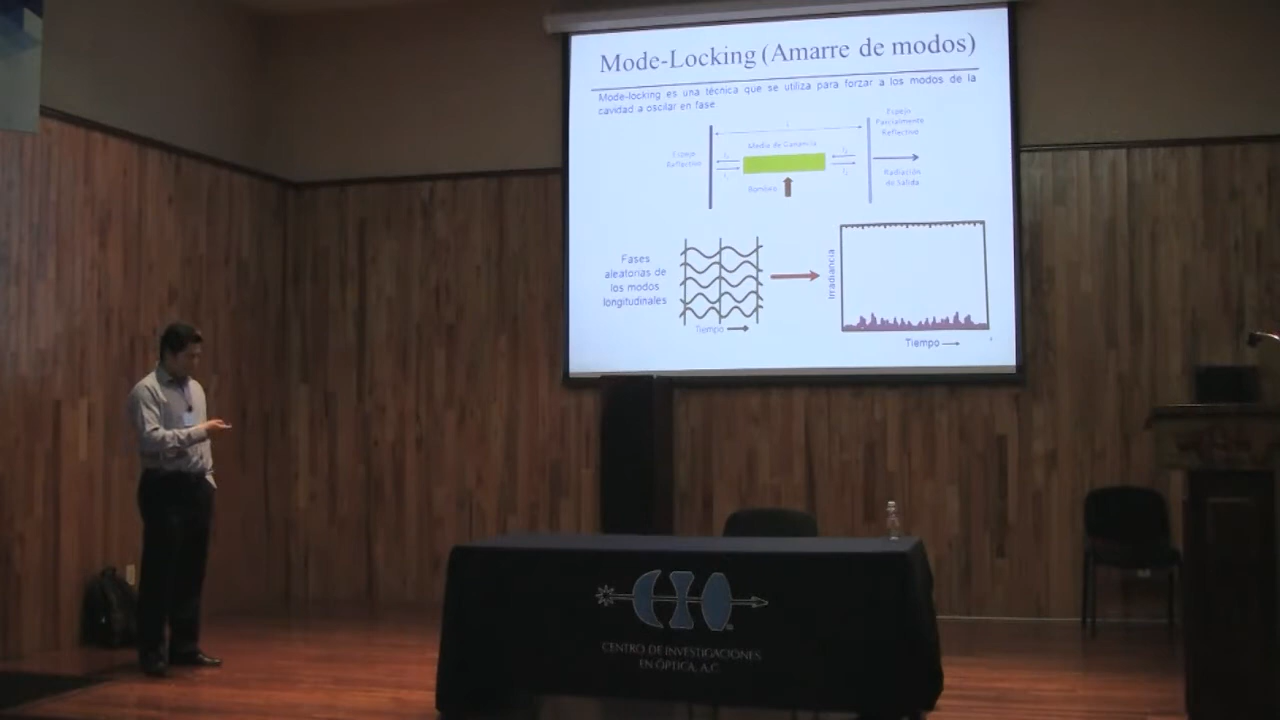 Mode-Locking (Amarre de modos)
Mode-locking es una técnica que se utiliza para forzar a los modos de la
cavidad a oscilar en fase.
Espejo
Reflectivo
L
Medio de Ganancia
Bombeo
Espejo
Parcialmente
Reflectivo
Radiación
de Salida
Fases
aleatorias de
los modos
longitudinales
Tiempo
Irradiancia
Tiempo
CIO
CENTRO DE INVESTIGACIONES
EN ÓPTICA, A.C.